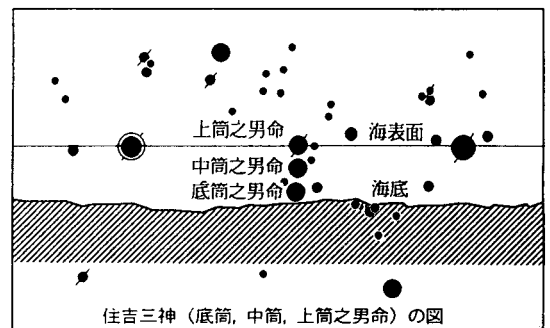 上筒之男命
海表面
中筒之男命
底筒之男命
海底
住吉三神（底筒，中筒，上筒之男命）の図